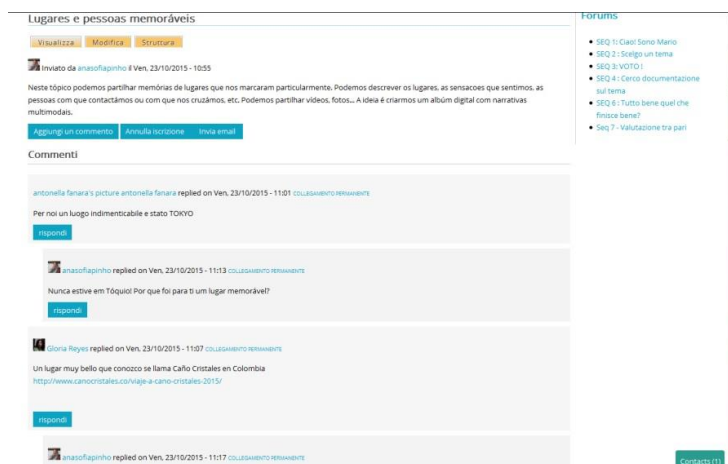 Lugares e pessoas memoráveis
Visualizza Modifica Struttura
Inviato da anasofiapinho il Ven, 23/10/2015 - 10:55
Neste tópico podemos partilhar memórias de lugares que nos marcaram particularmente. Podemos descrever os lugares, as sensacoes que sentimos, as
pessoas com que contactámos ou com que nos cruzámos, etc. Podemos partilhar vídeos, fotos... A ideia é criarmos um albúm digital com narrativas
multimodais.
Aggiungi un commento Annulla iscrizione Invia email
Commenti
antonella fanara's picture antonella fanara replied on Ven, 23/10/2015 - 11:01 COLLEGAMENTO PERMANENTE
Per noi un luogo indimenticabile e stato TOKYO
rispondi
anasofiapinho replied on Ven, 23/10/2015 - 11:13 COLLEGAMENTO PERMANENTE
Nunca estive em Tóquio! Por que foi para ti um lugar memorável?
rispondi
Gloria Reyes replied on Ven, 23/10/2015 - 11:07 COLLEGAMENTO PERMANENTE
Un lugar muy bello que conozco se llama Caño Cristales en Colombia
http://www.canocristales.co/viaje-a-cano-cristales-2015/
rispondi
anasofiapinho replied on Ven, 23/10/2015 - 11:17 COLLEGAMENTO PERMANENTE
Forums
SEQ 1: Ciao! Sono Mario
SEQ 2 : Scelgo un tema
SEQ 3: VOTO !
SEQ 4 : Cerco documentazione
sul tema
SEQ 6 : Tutto bene quel che
finisce bene?
Seq 7 - Valutazione tra pari
Contacts (1)